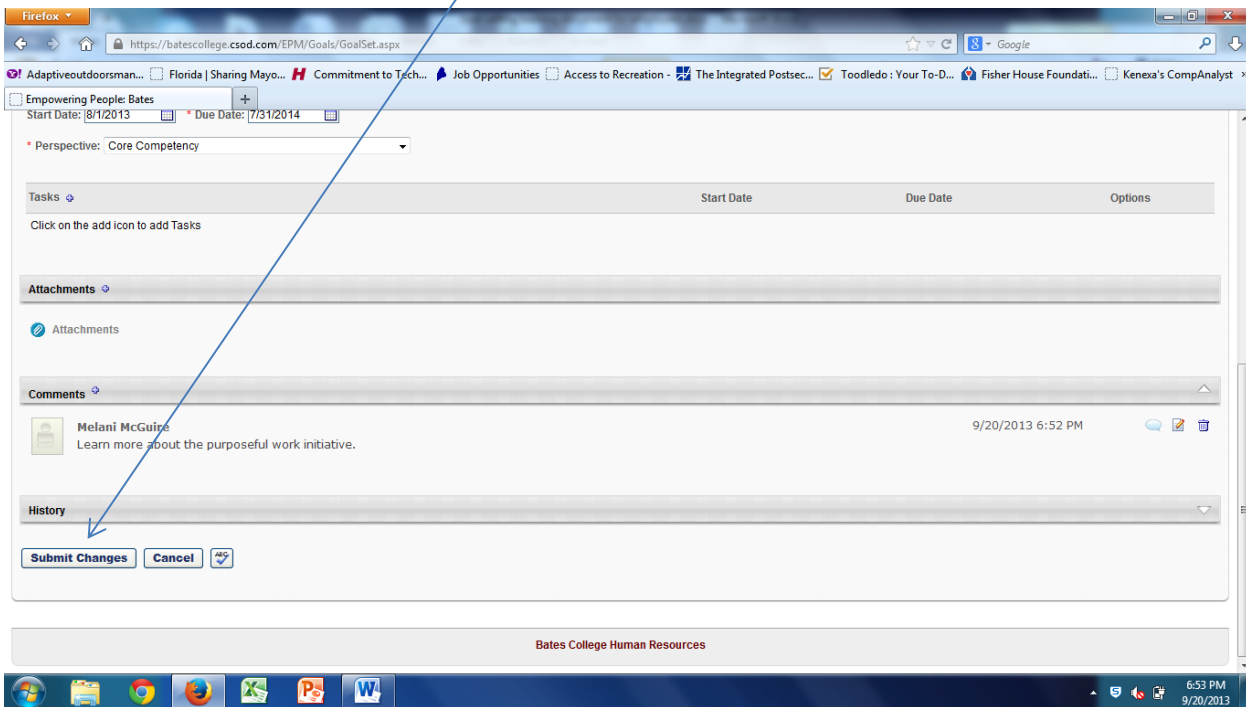 Firefox
https://batescollege.csod.com/EPM/Goals/GoalSet.aspx
8 - Google
Adaptiveoutdoorsman... Florida | Sharing Mayo... H Commitment to Tech... Job Opportunities Access to Recreation - The Integrated Postsec... Toodledo : Your To-D... Fisher House Foundati... Kenexa's CompAnalyst »
Empowering People: Bates +
Start Date: 8/1/2013 * Due Date: 7/31/2014
* Perspective: Core Competency
Tasks Start Date Due Date Options
Click on the add icon to add Tasks
Attachments
Attachments
Comments
Melani McGuire 9/20/2013 6:52 PM
Learn more about the purposeful work initiative.
History
Submit Changes Cancel ABC
Bates College Human Resources
6:53 PM
9/20/2013